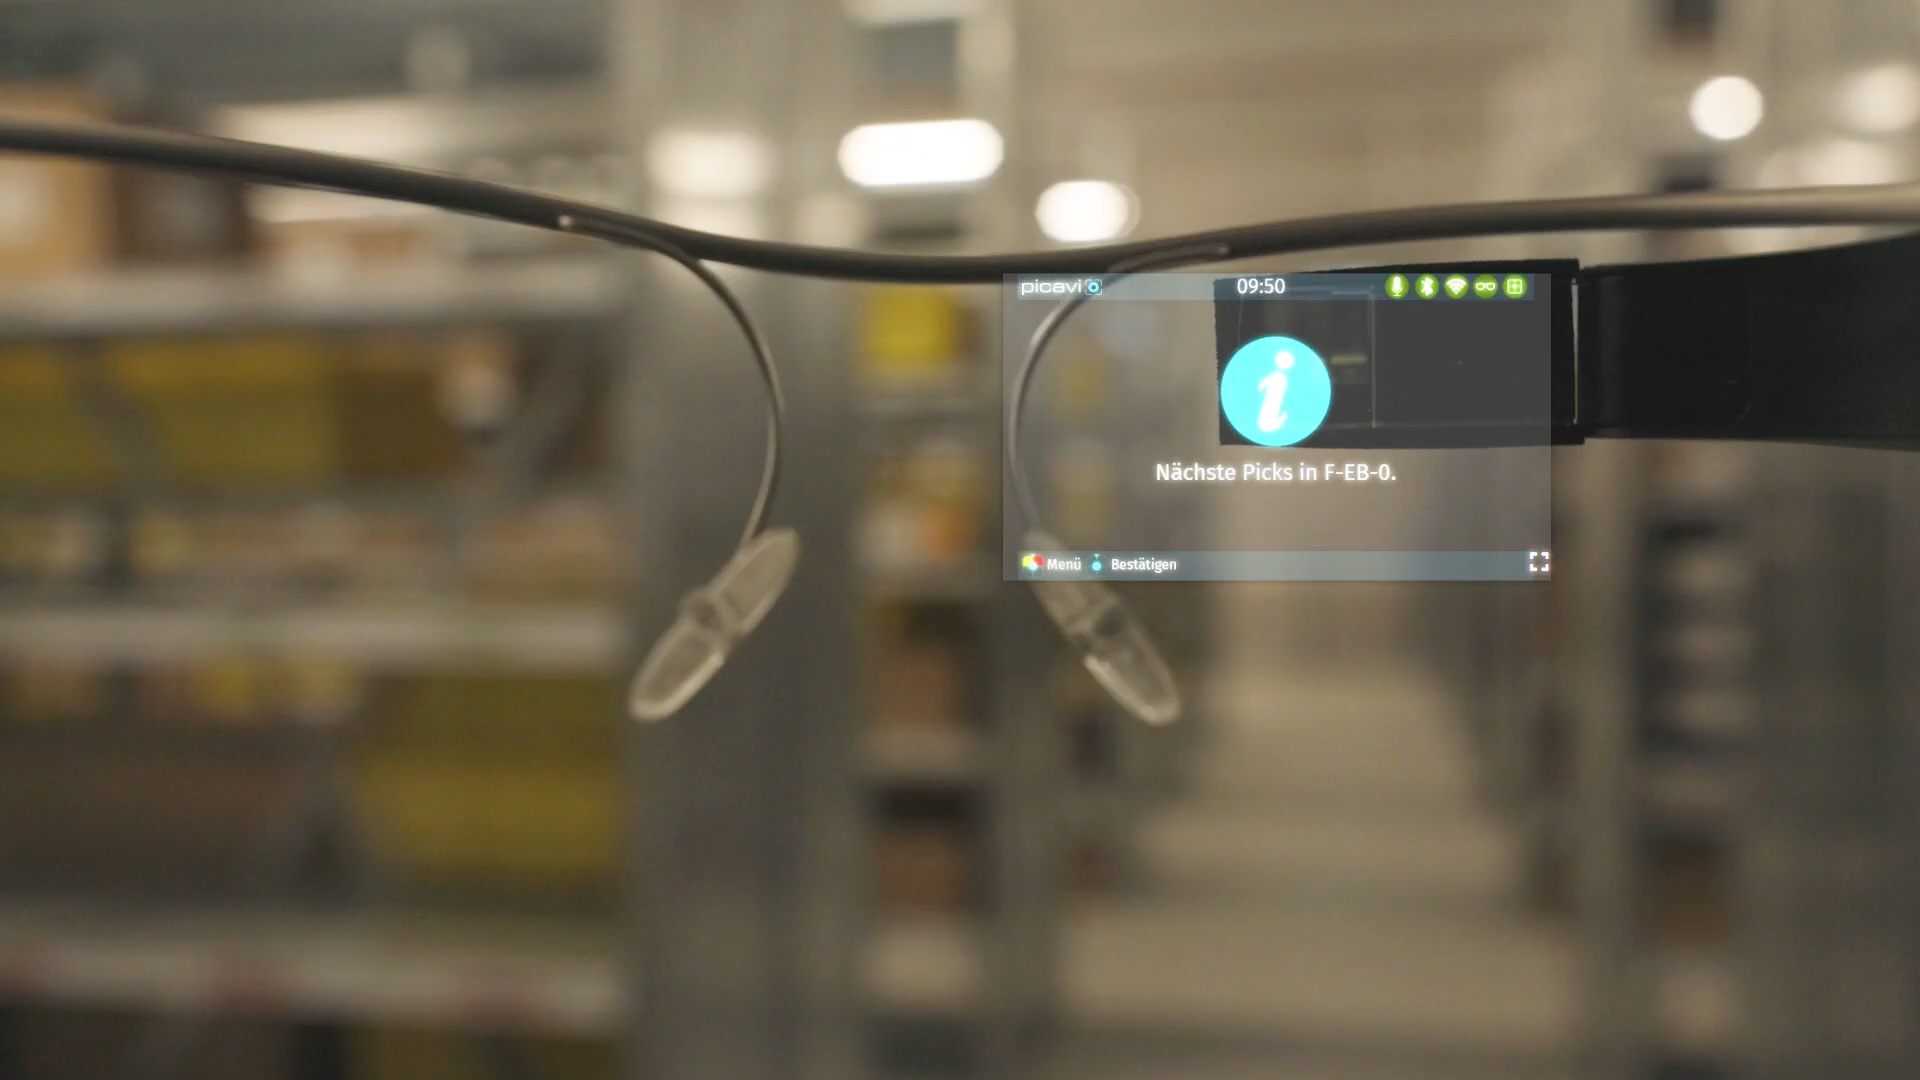 picavi
09:50
Nächste Picks in F-EB-0.
Menü
Bestätigen